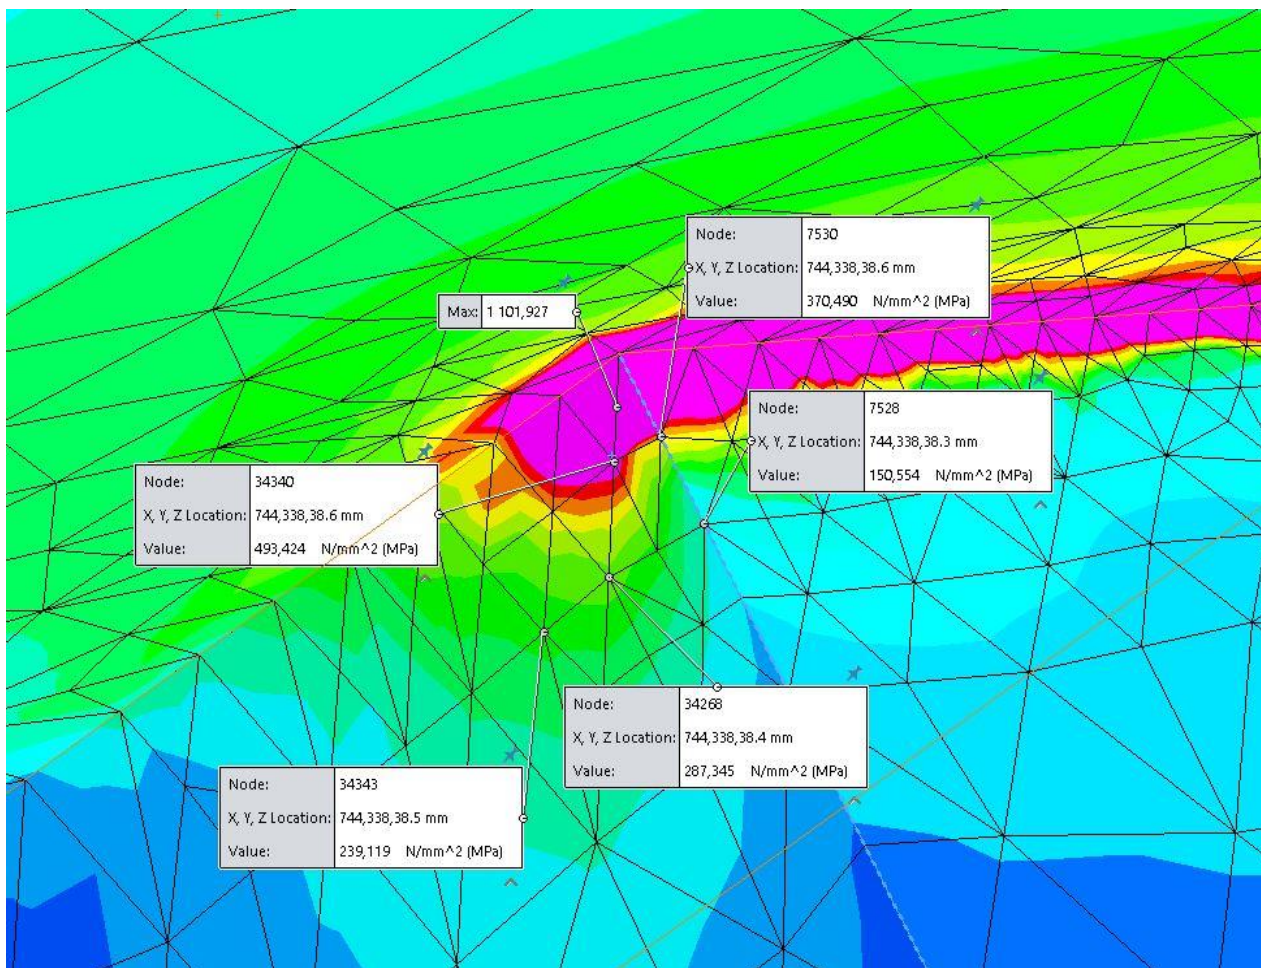 Node: 7530
X, Y, Z Location: 744,338,38.6 mm
Value: 370,490 N/mm^2 (MPa)
Max: 1 101,927
Node: 7528
X, Y, Z Location: 744,338,38.3 mm
Value: 150,554 N/mm^2 (MPa)
Node: 34340
X, Y, Z Location: 744,338,38.6 mm
Value: 493,424 N/mm^2 (MPa)
Node: 34268
X, Y, Z Location: 744,338,38.4 mm
Value: 287,345 N/mm^2 (MPa)
Node: 34343
X, Y, Z Location: 744,338,38.5 mm
Value: 239,119 N/mm^2 (MPa)